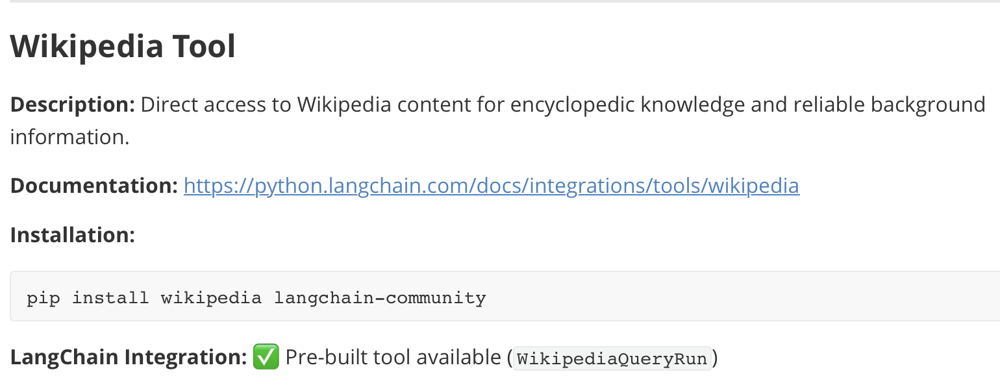 Wikipedia Tool
Description: Direct access to Wikipedia content for encyclopedic knowledge and reliable background
information.
Documentation: https://python.langchain.com/docs/integrations/tools/wikipedia
Installation:
pip install wikipedia langchain-community
LangChain Integration: ✅ Pre-built tool available (WikipediaQueryRun)